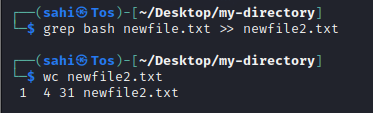 ┌──(sahi㉿Tos)-[~/Desktop/my-directory]
└─$ grep bash newfile.txt >> newfile2.txt
┌──(sahi㉿Tos)-[~/Desktop/my-directory]
└─$ wc newfile2.txt
1 4 31 newfile2.txt